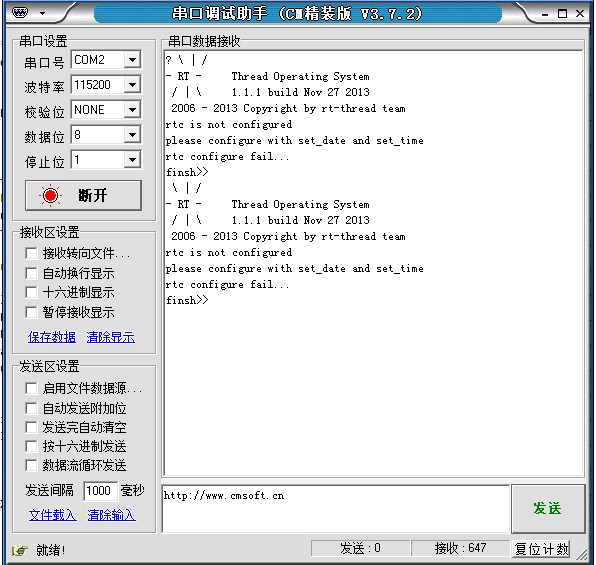 串口调试助手 (CM精装版 V3.7.2)
串口设置
串口号 COM2
波特率 115200
校验位 NONE
数据位 8
停止位 1
断开
接收区设置
接收转向文件...
自动换行显示
十六进制显示
暂停接收显示
保存数据 清除显示
发送区设置
启用文件数据源...
自动发送附加位
发送完自动清空
按十六进制发送
数据流循环发送
发送间隔 1000 毫秒
文件载入 清除输入
串口数据接收
? \ | /
- RT -     Thread Operating System
 / | \     1.1.1 build Nov 27 2013
 2006 - 2013 Copyright by rt-thread team
rtc is not configured
please configure with set_date and set_time
rtc configure fail...
finsh>>
 \ | /
- RT -     Thread Operating System
 / | \     1.1.1 build Nov 27 2013
 2006 - 2013 Copyright by rt-thread team
rtc is not configured
please configure with set_date and set_time
rtc configure fail...
finsh>>
http://www.cmsoft.cn
发送
就绪! 发送 : 0 接收 : 647 复位计数